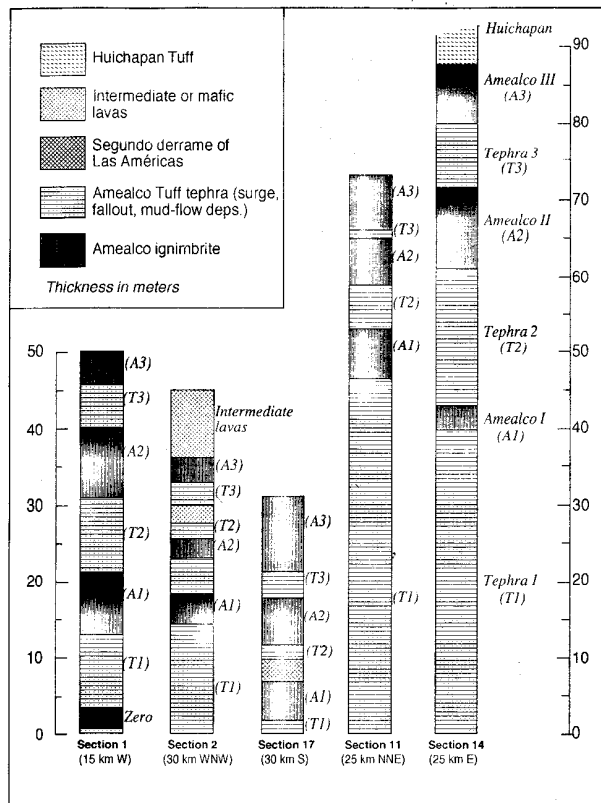 Huichapan Tuff
Intermediate or mafic
lavas
Segundo derrame of
Las Américas
Amealco Tuff tephra (surge,
fallout, mud-flow deps.)
Amealco ignimbrite
Thickness in meters
50
40
30
20
10
0
(A3)
(T3)
(A2)
(T2)
(A1)
(T1)
Zero
Section 1
(15 km W)
Intermediate
lavas
(A3)
(T3)
(T2)
(A2)
(A1)
(T1)
Section 2
(30 km WNW)
(A3)
(T3)
(A2)
(T2)
(A1)
(T1)
Section 17
(30 km S)
(A3)
(T3)
(A2)
(T2)
(A1)
(T1)
Section 11
(25 km NNE)
Huichapan
Amealco III
(A3)
Tephra 3
(T3)
Amealco II
(A2)
Tephra 2
(T2)
Amealco I
(A1)
Tephra I
(T1)
Section 14
(25 km E)
90
80
70
60
50
40
30
20
10
0